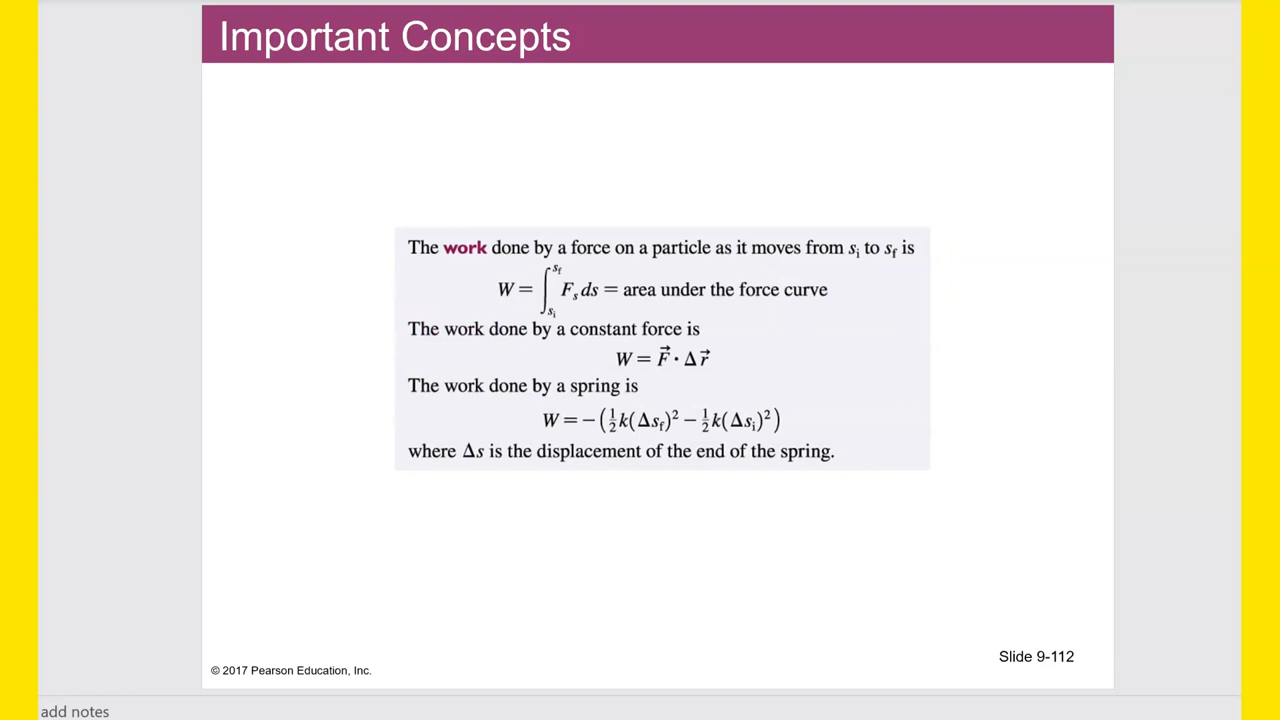 Important Concepts
The work done by a force on a particle as it moves from sᵢ to s_f is
W = ∫_{sᵢ}^{s_f} Fₛ ds = area under the force curve
The work done by a constant force is
W = F⃗ · Δr⃗
The work done by a spring is
W = −(½k(Δs_f)² − ½k(Δsᵢ)²)
where Δs is the displacement of the end of the spring.
Slide 9-112
© 2017 Pearson Education, Inc.
add notes